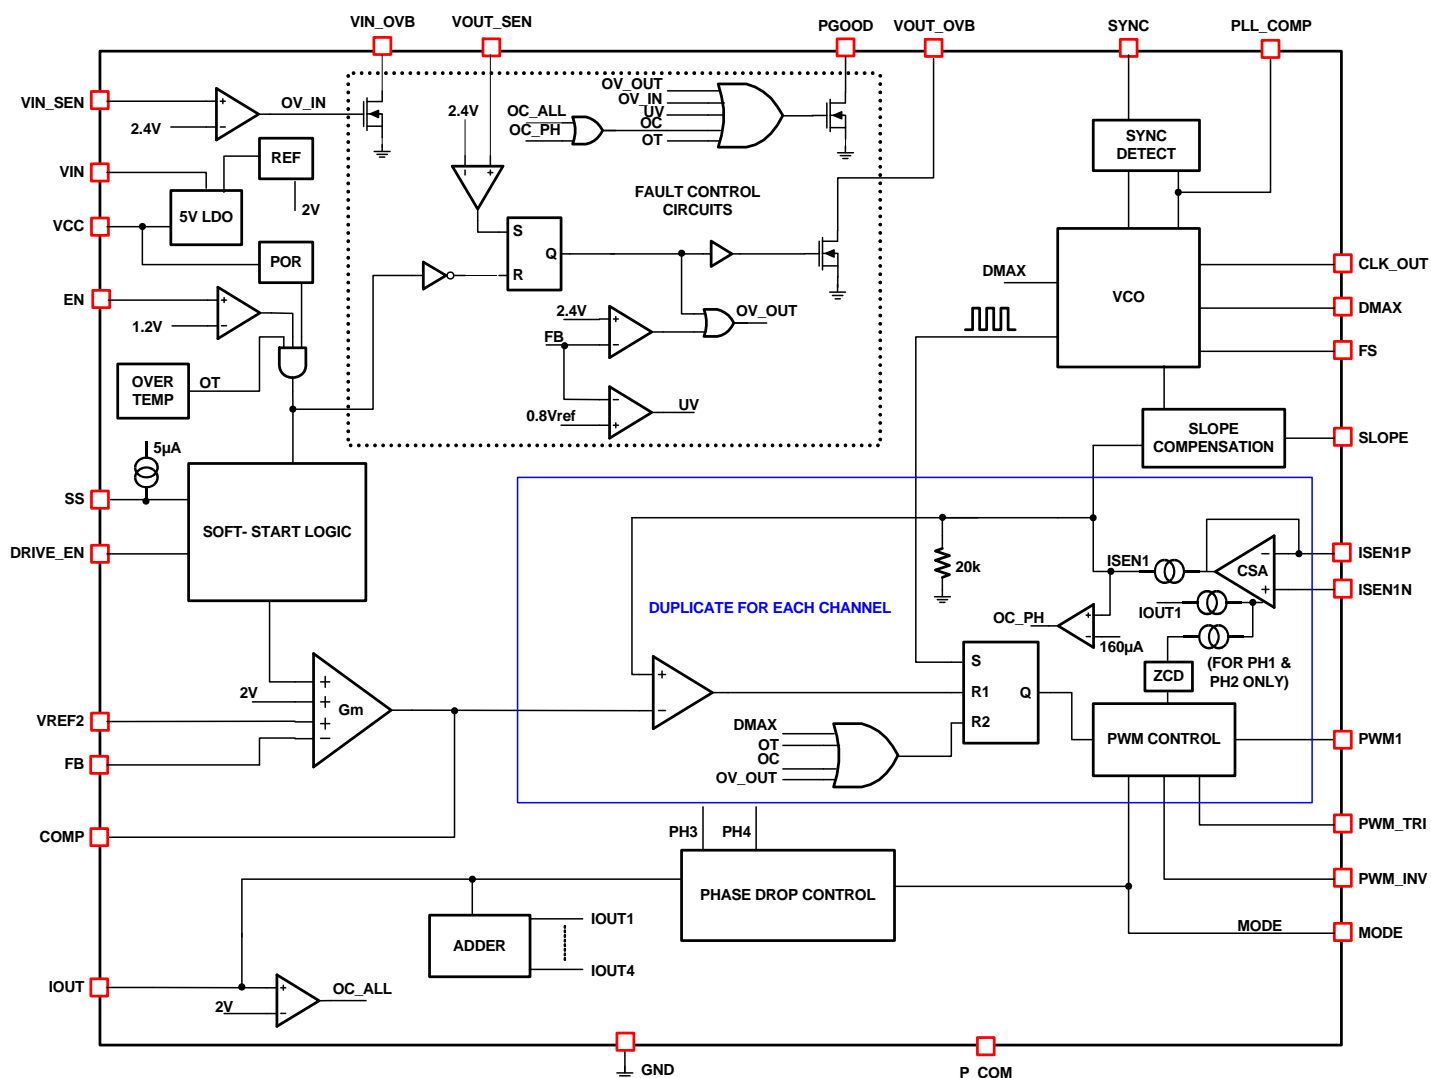 VIN_OVB
VOUT_SEN
PGOOD
VOUT_OVB
SYNC
PLL_COMP
VIN_SEN
2.4V
OV_IN
2.4V
OC_ALL
OC_PH
OV_OUT
OV_IN
UV
OC
OT
SYNC
DETECT
VIN
REF
2V
VCC
5V LDO
POR
FAULT CONTROL
CIRCUITS
S
R
Q
DMAX
VCO
CLK_OUT
DMAX
FS
EN
1.2V
2.4V
FB
OV_OUT
OVER
TEMP
OT
0.8Vref
UV
SLOPE
COMPENSATION
SLOPE
5µA
SS
SOFT- START LOGIC
DRIVE_EN
20k
ISEN1
CSA
ISEN1P
ISEN1N
IOUT1
DUPLICATE FOR EACH CHANNEL
OC_PH
160µA
(FOR PH1 &
PH2 ONLY)
ZCD
S
R1
R2
Q
2V
Gm
VREF2
FB
DMAX
OT
OC
OV_OUT
PWM CONTROL
PWM1
COMP
PH3
PH4
PWM_TRI
PHASE DROP CONTROL
PWM_INV
ADDER
IOUT1
IOUT4
MODE
MODE
IOUT
2V
OC_ALL
GND
P_COM